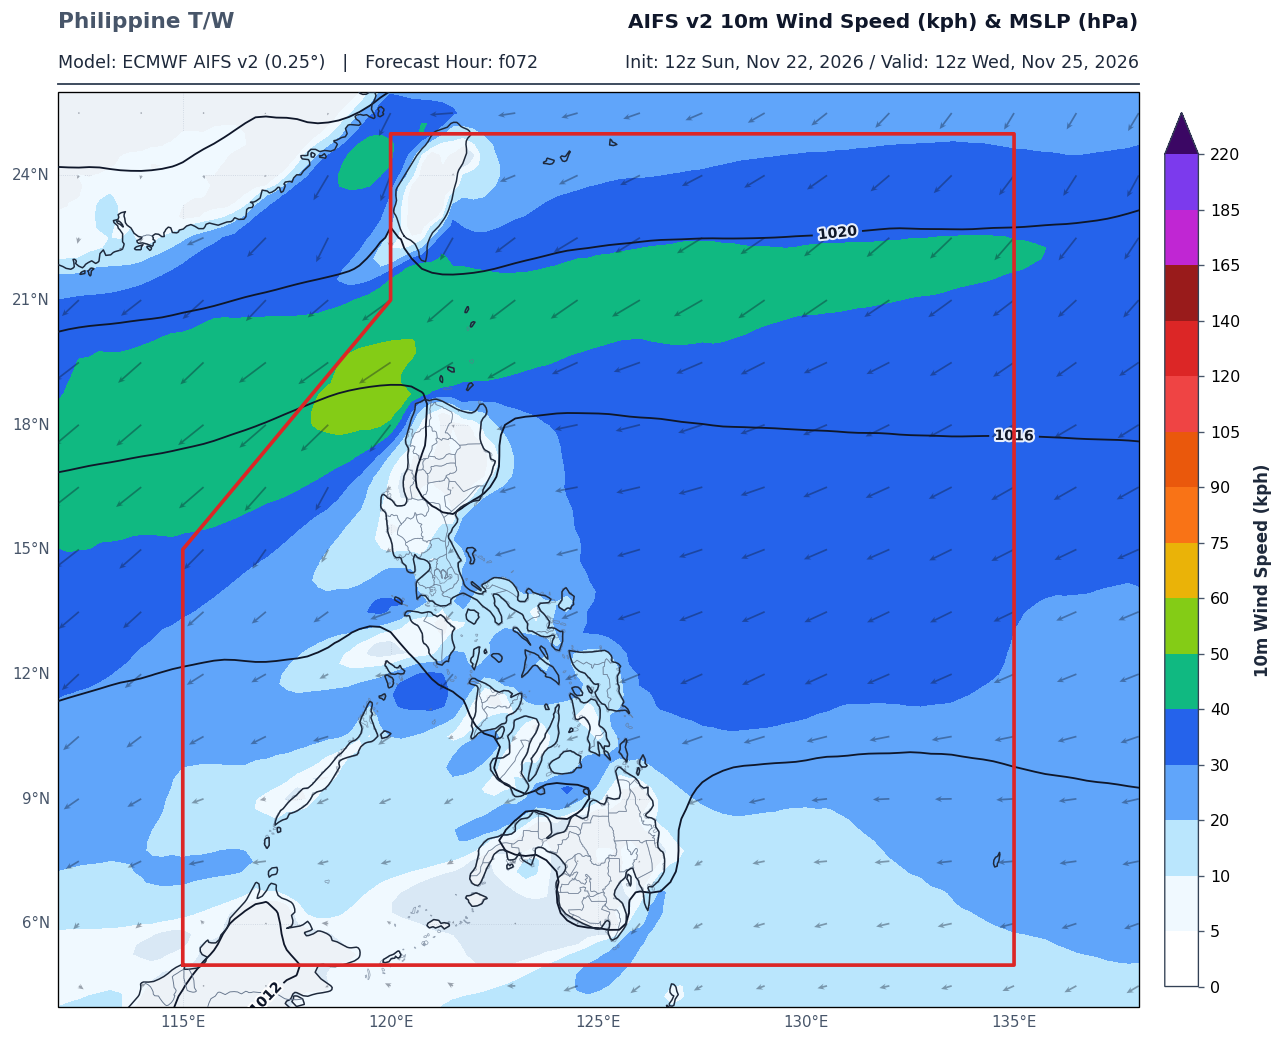 Philippine T/W
AIFS v2 10m Wind Speed (kph) & MSLP (hPa)
Model: ECMWF AIFS v2 (0.25°) | Forecast Hour: f072
Init: 12z Sun, Nov 22, 2026 / Valid: 12z Wed, Nov 25, 2026
24°N
21°N
18°N
15°N
12°N
9°N
6°N
115°E
120°E
125°E
130°E
135°E
1020
1016
1012
220
185
165
140
120
105
90
75
60
50
40
30
20
10
5
0
10m Wind Speed (kph)